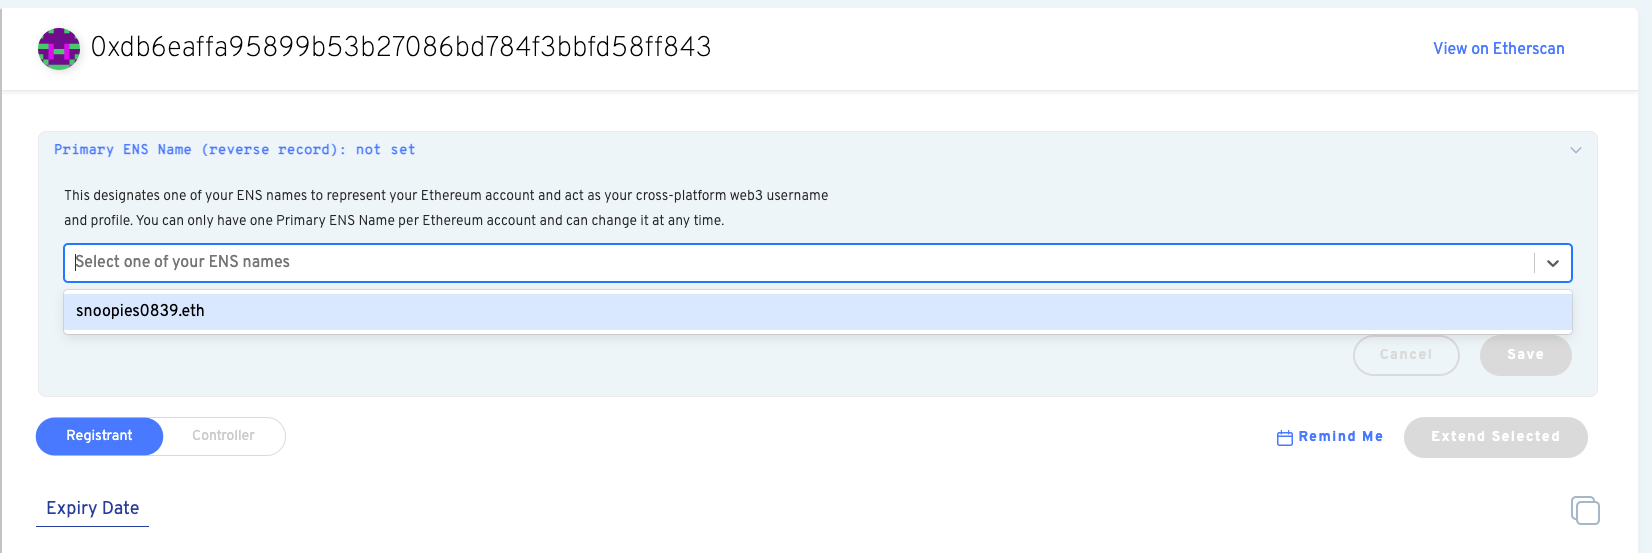 0xdb6eaffa95899b53b27086bd784f3bbfd58ff843
View on Etherscan
Primary ENS Name (reverse record): not set
This designates one of your ENS names to represent your Ethereum account and act as your cross-platform web3 username
and profile. You can only have one Primary ENS Name per Ethereum account and can change it at any time.
Select one of your ENS names
snoopies0839.eth
Cancel
Save
Registrant
Controller
Remind Me
Extend Selected
Expiry Date